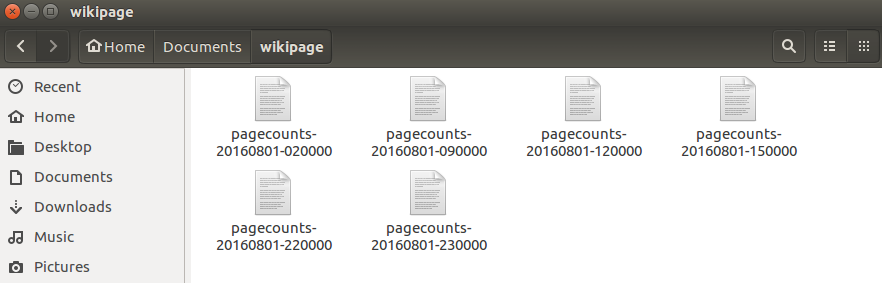 wikipage
Home
Documents
wikipage
Recent
Home
Desktop
Documents
Downloads
Music
Pictures
pagecounts-
20160801-020000
pagecounts-
20160801-090000
pagecounts-
20160801-120000
pagecounts-
20160801-150000
pagecounts-
20160801-220000
pagecounts-
20160801-230000